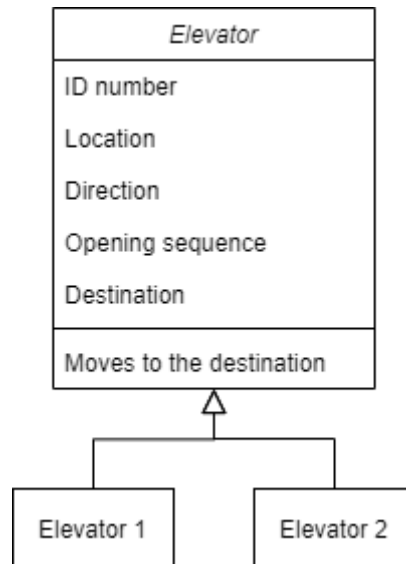 Elevator
ID number
Location
Direction
Opening sequence
Destination
Moves to the destination
Elevator 1
Elevator 2